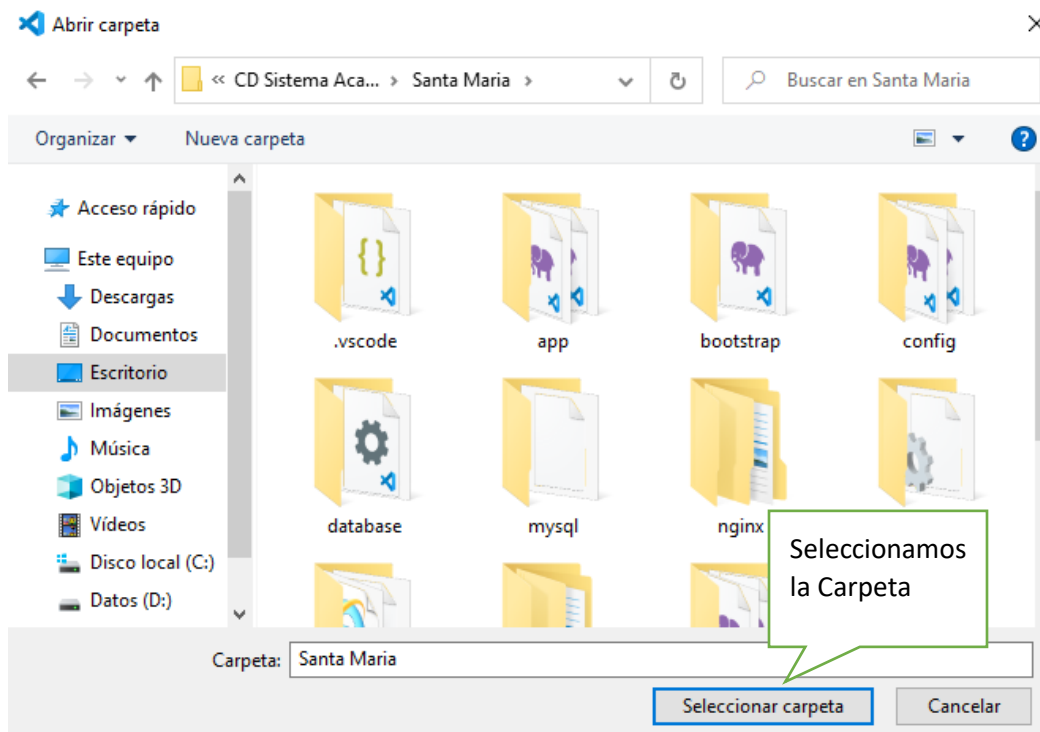 Abrir carpeta
« CD Sistema Aca... › Santa Maria ›
Buscar en Santa Maria
Organizar
Nueva carpeta
Acceso rápido
Este equipo
Descargas
Documentos
Escritorio
Imágenes
Música
Objetos 3D
Vídeos
Disco local (C:)
Datos (D:)
.vscode
app
bootstrap
config
database
mysql
nginx
Seleccionamos
la Carpeta
Carpeta: Santa Maria
Seleccionar carpeta
Cancelar